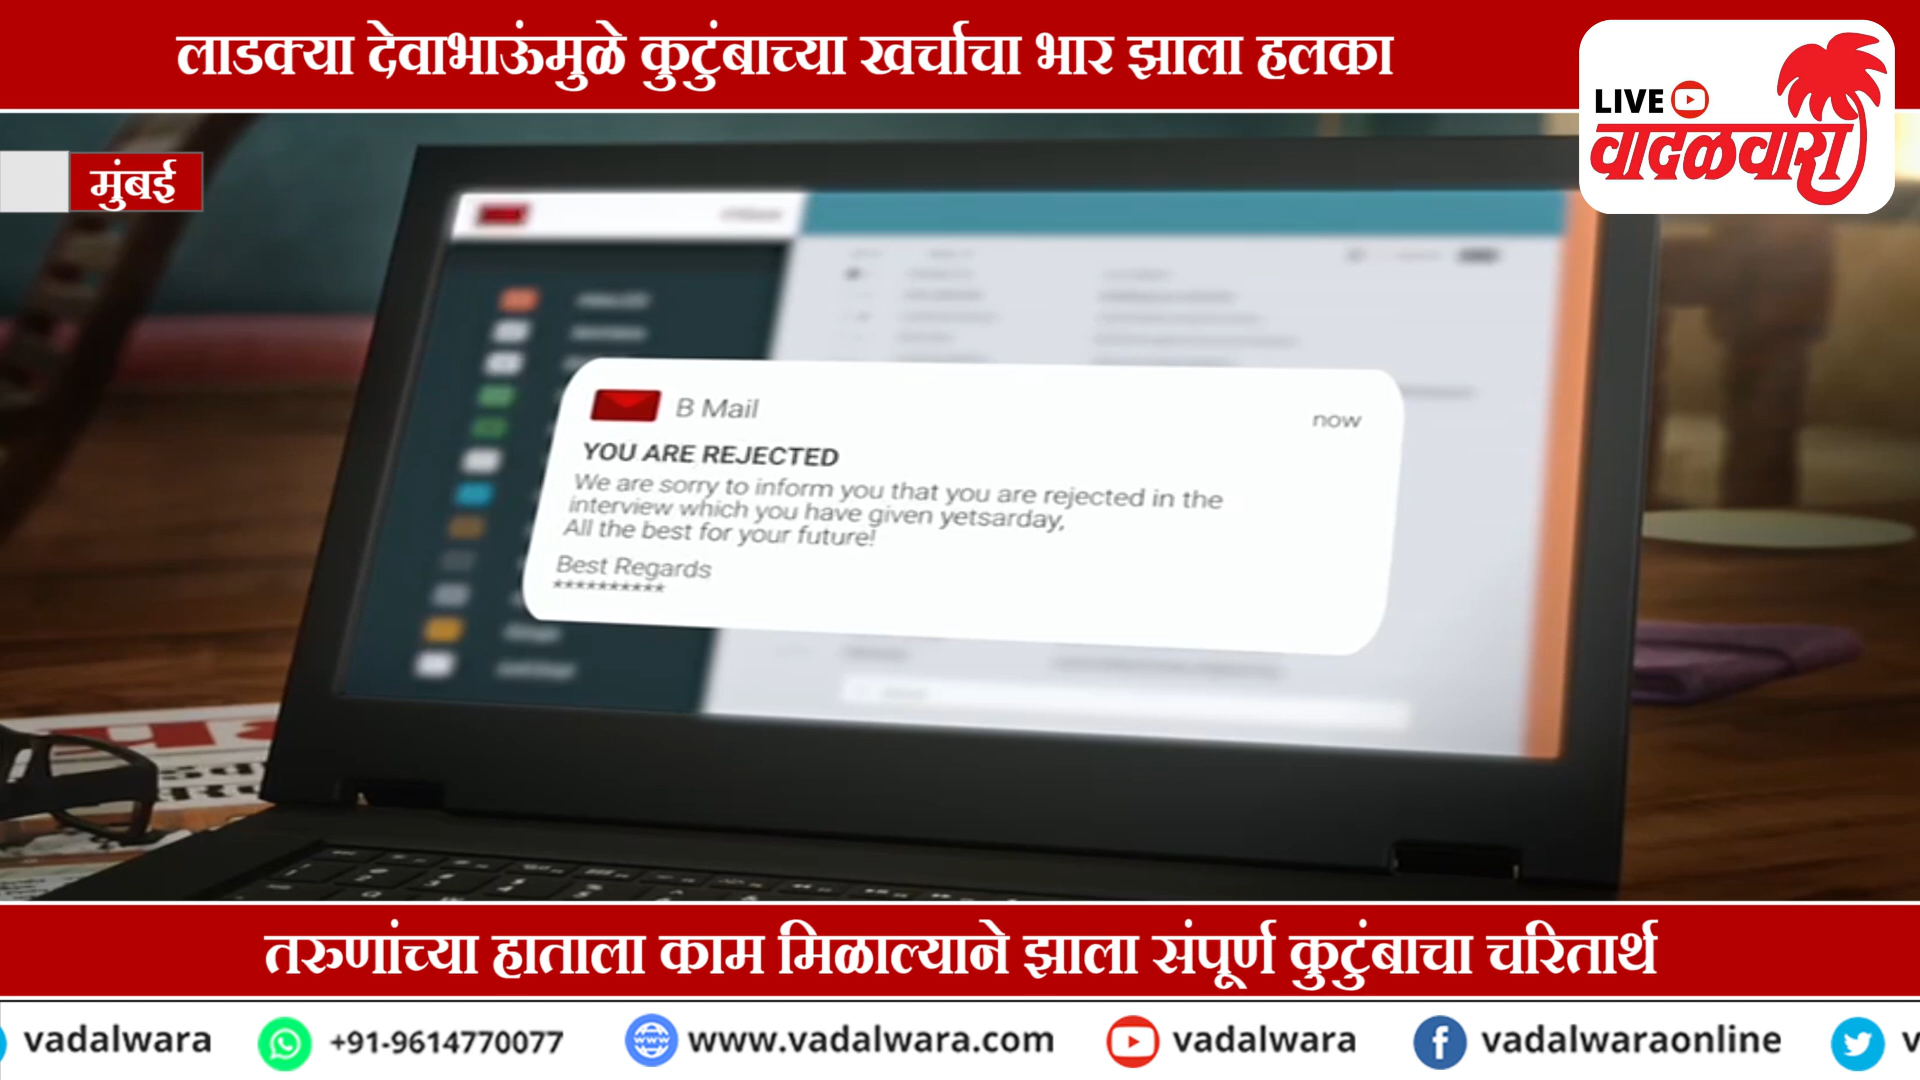 लाडक्या देवाभाऊंमुळे कुटुंबाच्या खर्चाचा भार झाला हलका
LIVE
वादळवारा
मुंबई
B Mail
now
YOU ARE REJECTED
We are sorry to inform you that you are rejected in the
interview which you have given yetsarday,
All the best for your future!
Best Regards
**********
तरुणांच्या हाताला काम मिळाल्याने झाला संपूर्ण कुटुंबाचा चरितार्थ
vadalwara
+91-9614770077
www.vadalwara.com
vadalwara
vadalwaraonline